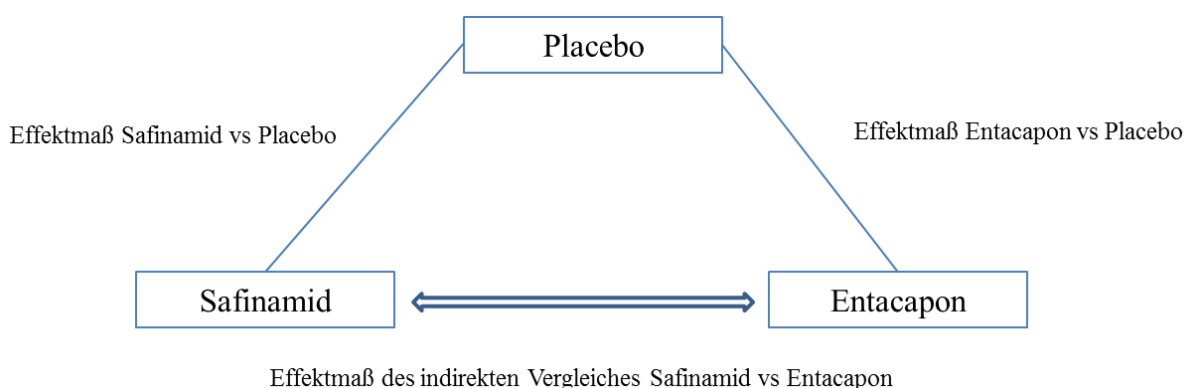 Placebo
Effektmaß Safinamid vs Placebo
Effektmaß Entacapon vs Placebo
Safinamid
Entacapon
Effektmaß des indirekten Vergleiches Safinamid vs Entacapon